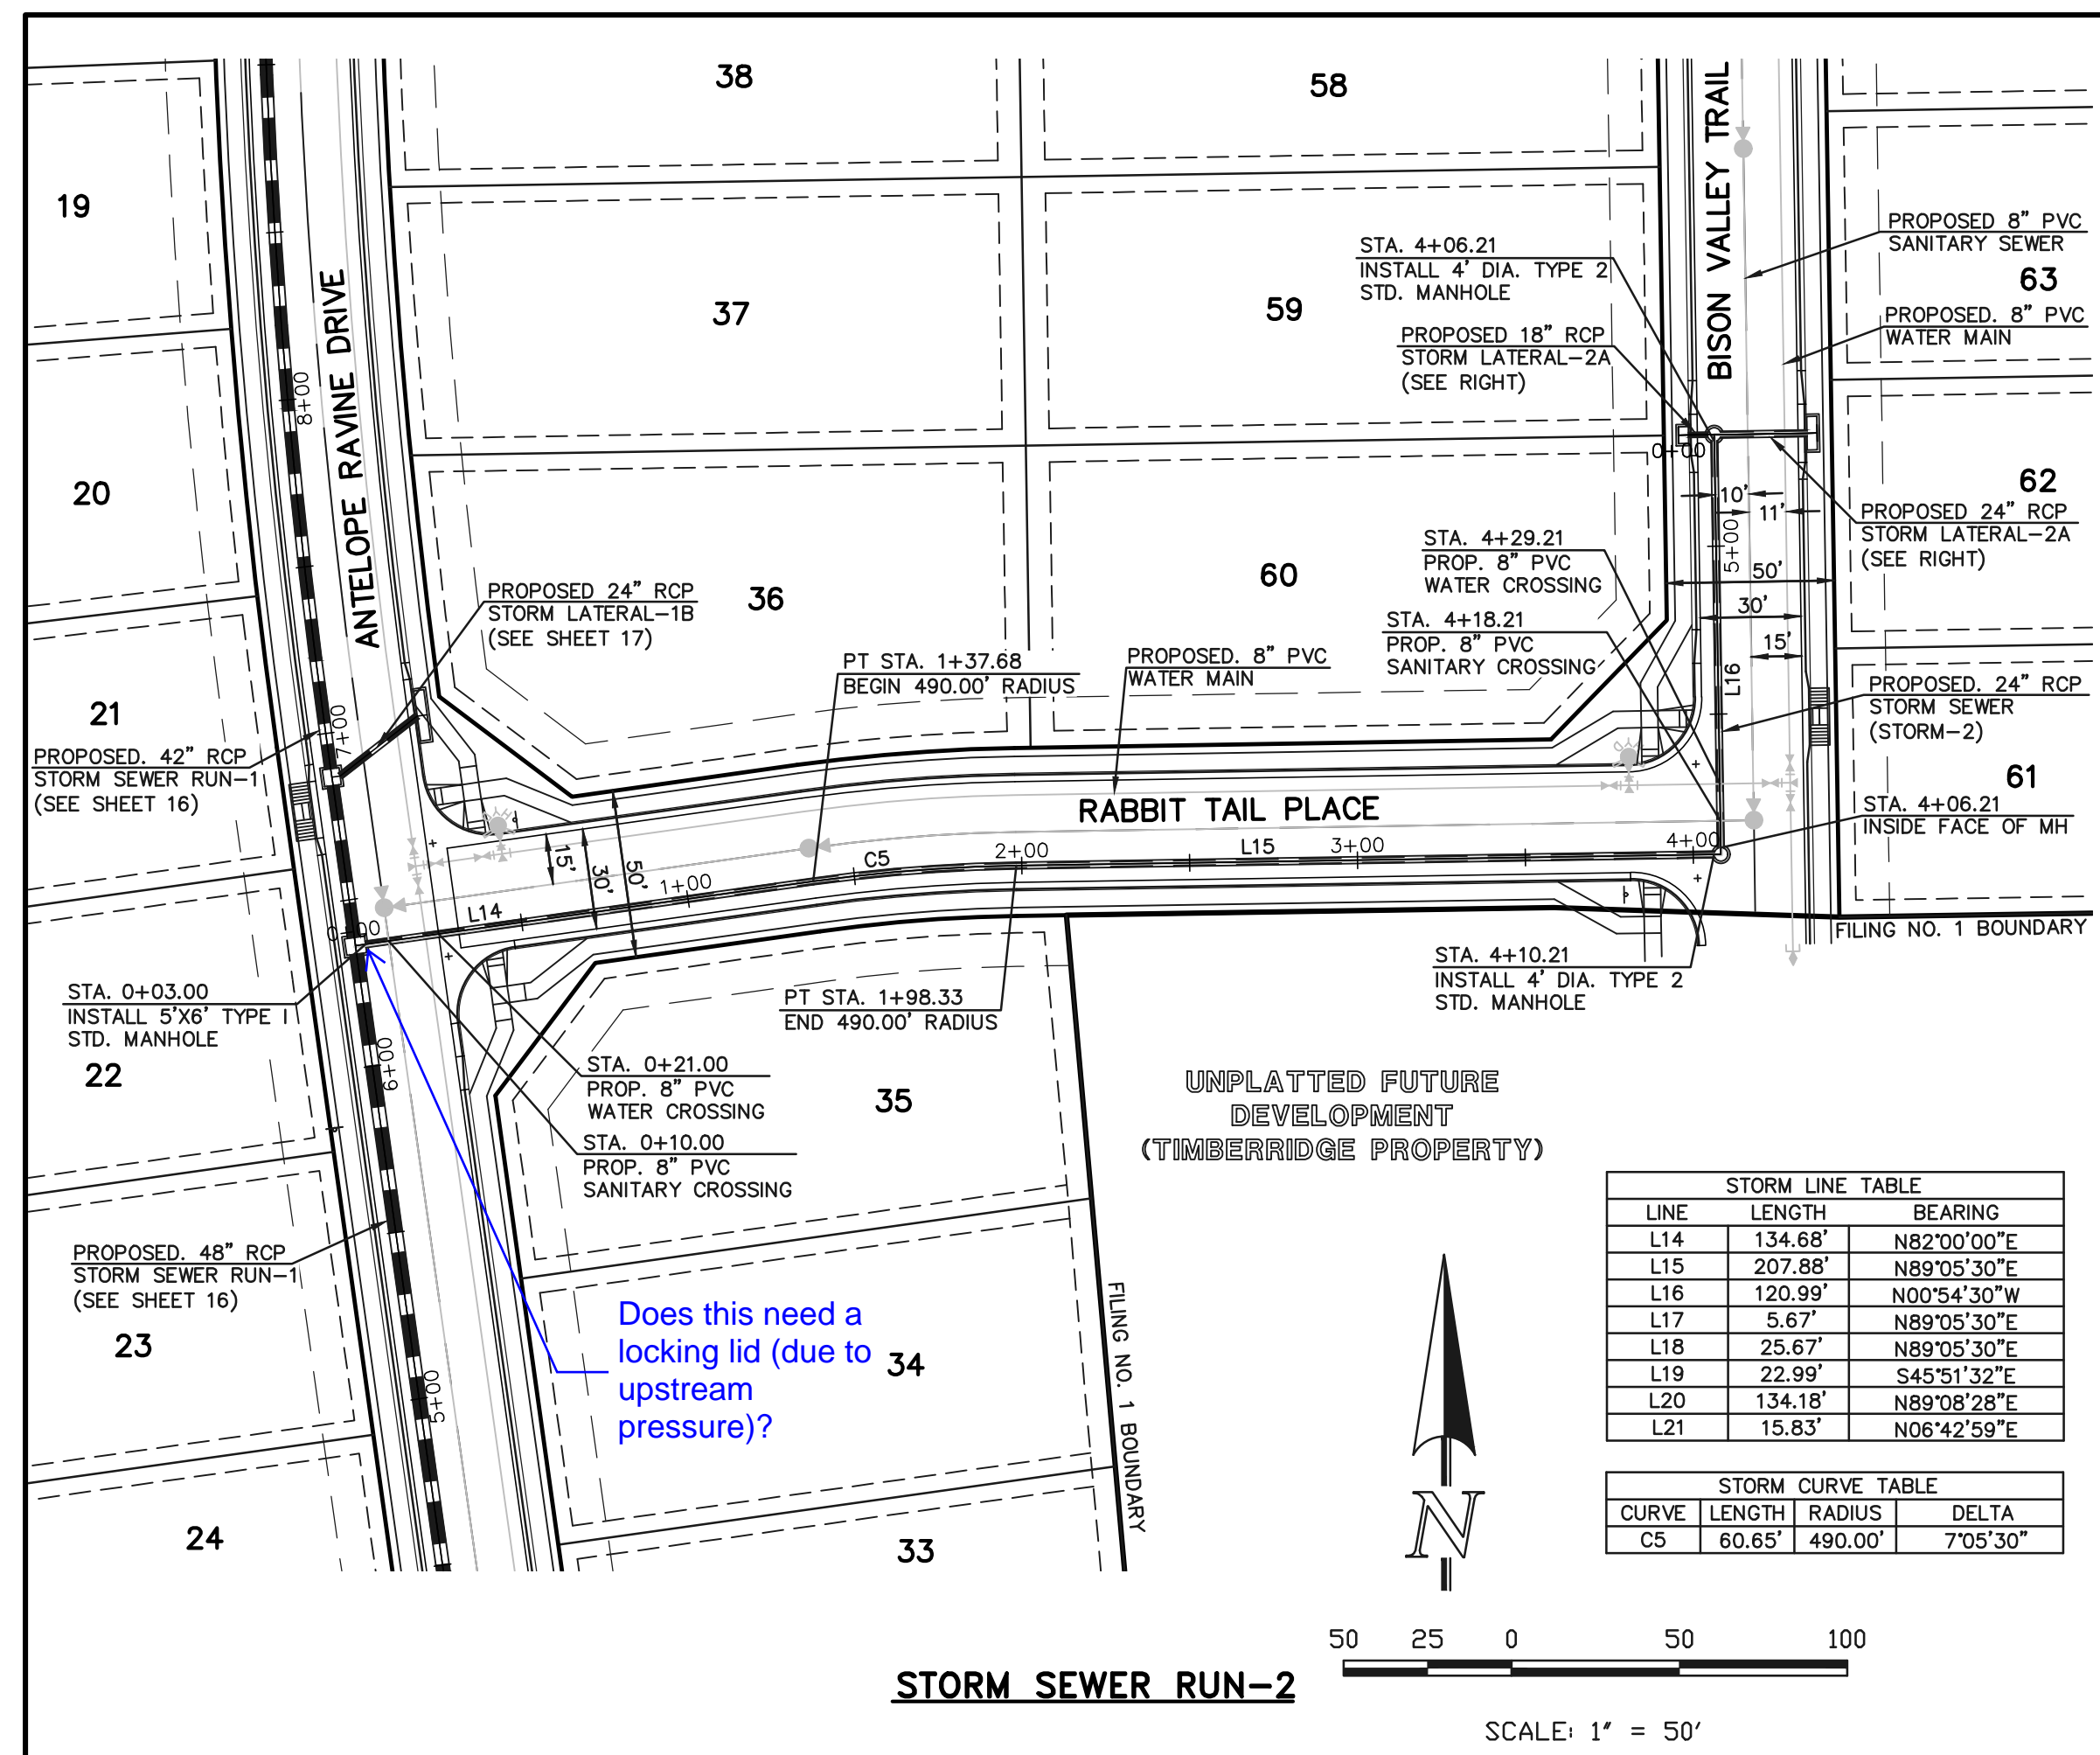 38
58
BISON VALLEY TRAIL
19
PROPOSED 8" PVC
SANITARY SEWER
STA. 4+06.21
INSTALL 4' DIA. TYPE 2
STD. MANHOLE
63
37
59
PROPOSED. 8" PVC
WATER MAIN
PROPOSED 18" RCP
STORM LATERAL-2A
(SEE RIGHT)
ANTELOPE RAVINE DRIVE
8+00
0+00
20
62
10'
11'
PROPOSED 24" RCP
STORM LATERAL-2A
(SEE RIGHT)
5+00
STA. 4+29.21
PROP. 8" PVC
WATER CROSSING
50'
30'
15'
36
60
PROPOSED 24" RCP
STORM LATERAL-1B
(SEE SHEET 17)
STA. 4+18.21
PROP. 8" PVC
SANITARY CROSSING
PT STA. 1+37.68
BEGIN 490.00' RADIUS
PROPOSED. 8" PVC
WATER MAIN
L16
PROPOSED. 24" RCP
STORM SEWER
(STORM-2)
21
7+00
PROPOSED. 42" RCP
STORM SEWER RUN-1
(SEE SHEET 16)
61
RABBIT TAIL PLACE
STA. 4+06.21
INSIDE FACE OF MH
15'
30'
50'
L14
1+00
C5
2+00
L15
3+00
4+00
0+00
FILING NO. 1 BOUNDARY
STA. 4+10.21
INSTALL 4' DIA. TYPE 2
STD. MANHOLE
STA. 0+03.00
INSTALL 5'X6' TYPE I
STD. MANHOLE
PT STA. 1+98.33
END 490.00' RADIUS
22
6+00
STA. 0+21.00
PROP. 8" PVC
WATER CROSSING
35
UNPLATTED FUTURE
DEVELOPMENT
(TIMBERRIDGE PROPERTY)
STA. 0+10.00
PROP. 8" PVC
SANITARY CROSSING
PROPOSED. 48" RCP
STORM SEWER RUN-1
(SEE SHEET 16)
23
5+00
Does this need a
locking lid (due to
upstream
pressure)?
34
FILING NO. 1 BOUNDARY
24
33
STORM LINE TABLE
LINE LENGTH BEARING
L14 134.68' N82°00'00"E
L15 207.88' N89°05'30"E
L16 120.99' N00°54'30"W
L17 5.67' N89°05'30"E
L18 25.67' N89°05'30"E
L19 22.99' S45°51'32"E
L20 134.18' N89°08'28"E
L21 15.83' N06°42'59"E
STORM CURVE TABLE
CURVE LENGTH RADIUS DELTA
C5 60.65' 490.00' 7°05'30"
N
50 25 0 50 100
STORM SEWER RUN-2
SCALE: 1" = 50'